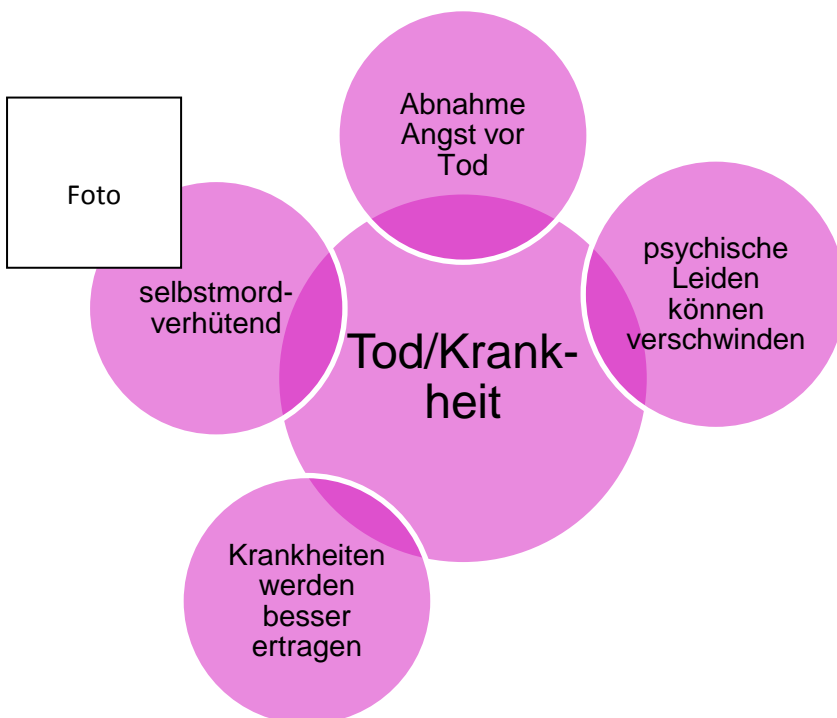 Abnahme
Angst vor
Tod
Foto
selbstmord-
verhütend
psychische
Leiden
können
verschwinden
Tod/Krank-
heit
Krankheiten
werden
besser
ertragen